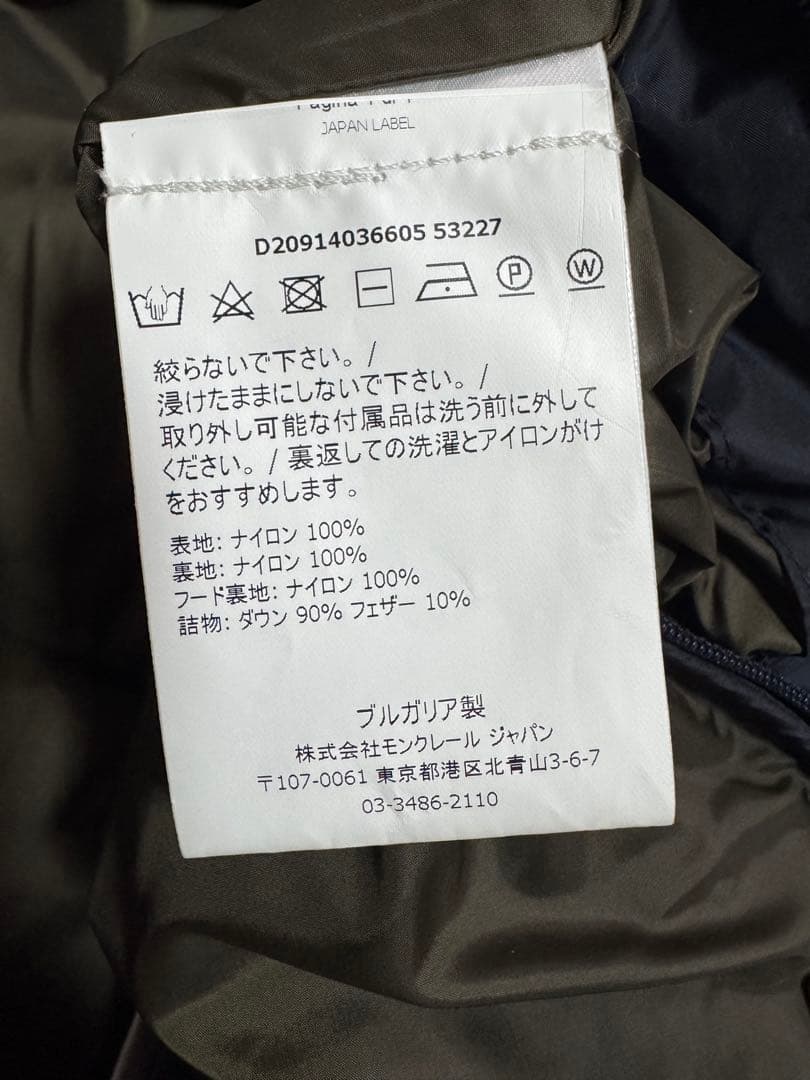 JAPAN LABEL
D20914036605 53227
P W
絞らないで下さい。/
浸けたままにしないで下さい。/
取り外し可能な付属品は洗う前に外して
ください。/ 裏返しての洗濯とアイロンがけ
をおすすめします。
表地: ナイロン 100%
裏地: ナイロン 100%
フード裏地: ナイロン 100%
詰物: ダウン 90% フェザー 10%
ブルガリア製
株式会社モンクレール ジャパン
〒107-0061 東京都港区北青山3-6-7
03-3486-2110